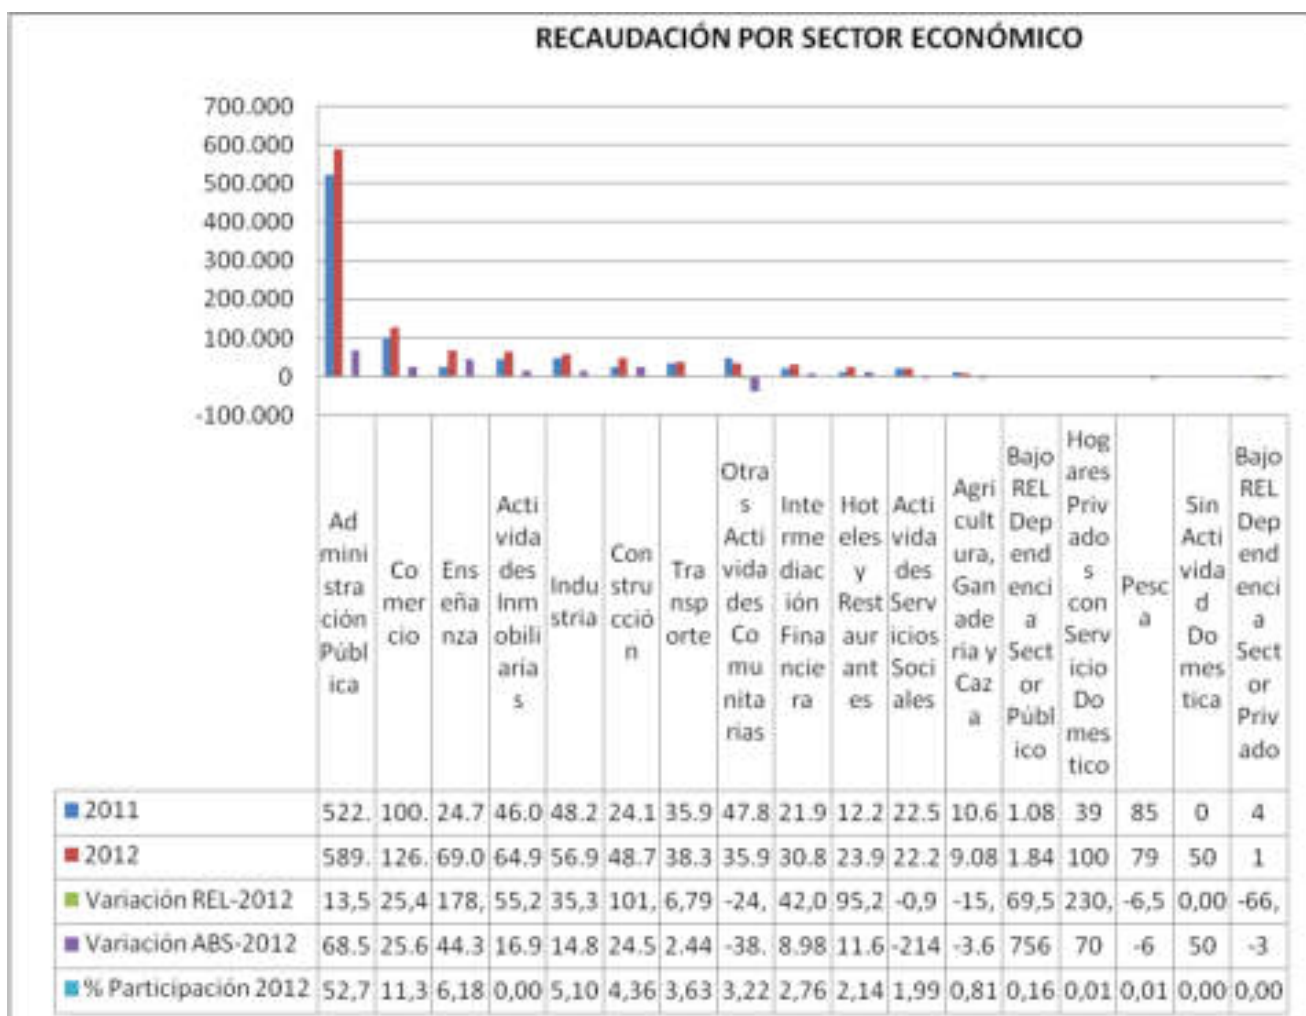 RECAUDACIÓN POR SECTOR ECONÓMICO
700.000
600.000
500.000
400.000
300.000
200.000
100.000
0
-100.000
Ad
mini
stra
ción
Públ
ica
Co
mer
cio
Ens
eña
nza
Acti
vida
des
Inm
obili
aria
s
Indu
stria
Con
stru
cció
n
Tra
nsp
orte
Otra
s
Acti
vida
des
Co
mu
nita
rias
Inte
rme
diac
ión
Fina
ncie
ra
Hot
eles
y
Rest
aur
ant
es
Acti
vida
des
Serv
icios
Soci
ales
Agri
cult
ura,
Gan
ade
ría y
Caz
a
Bajo
REL
Dep
end
enci
a
Sect
or
Públ
ico
Hog
ares
Priv
ado
s
con
Serv
icio
Do
mes
tico
Pesc
a
Sin
Acti
vida
d
Do
mes
tica
Bajo
REL
Dep
end
enci
a
Sect
or
Priv
ado
2011 522. 100. 24.7 46.0 48.2 24.1 35.9 47.8 21.9 12.2 22.5 10.6 1.08 39 85 0 4
2012 589. 126. 69.0 64.9 56.9 48.7 38.3 35.9 30.8 23.9 22.2 9.08 1.84 100 79 50 1
Variación REL-2012 13,5 25,4 178, 55,2 35,3 101, 6,79 -24, 42,0 95,2 -0,9 -15, 69,5 230, -6,5 0,00 -66,
Variación ABS-2012 68.5 25.6 44.3 16.9 14.8 24.5 2.44 -38. 8.98 11.6 -214 -3.6 756 70 -6 50 -3
% Participación 2012 52,7 11,3 6,18 0,00 5,10 4,36 3,63 3,22 2,76 2,14 1,99 0,81 0,16 0,01 0,01 0,00 0,00